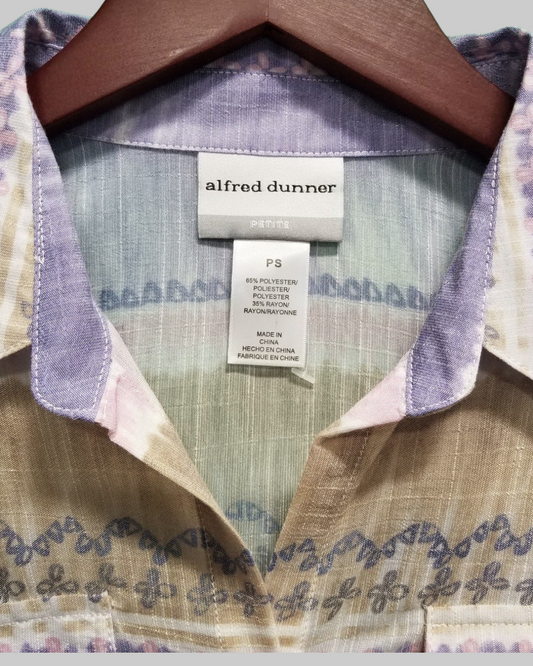 alfred dunner
PETITE
PS
65% POLYESTER/
POLIESTER/
POLYESTER
35% RAYON/
RAYON/RAYONNE
MADE IN
CHINA
HECHO EN CHINA
FABRIQUE EN CHINE